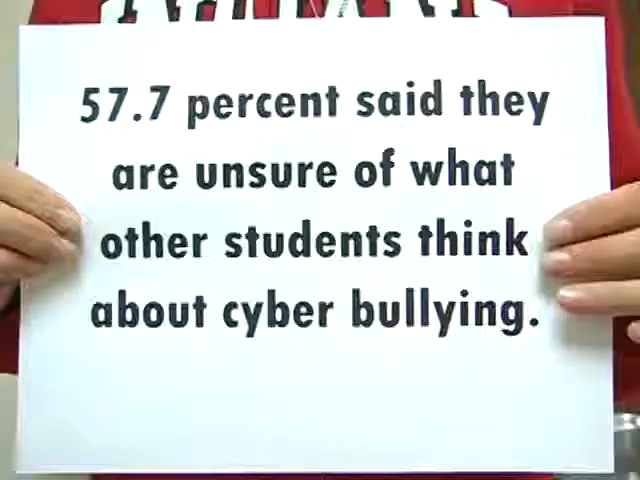 57.7 percent said they
are unsure of what
other students think
about cyber bullying.